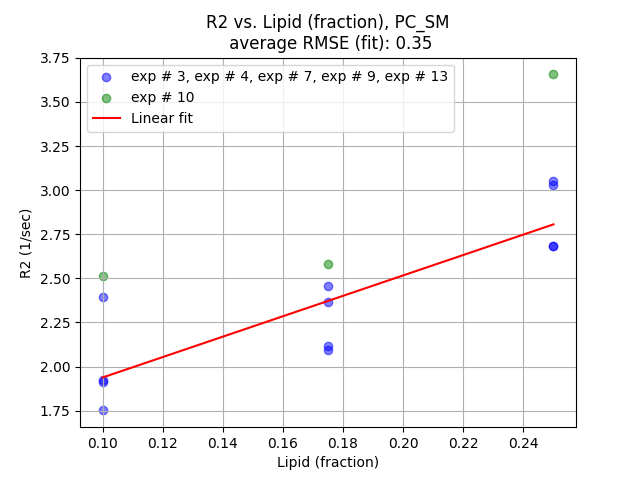 R2 vs. Lipid (fraction), PC_SM
average RMSE (fit): 0.35
exp # 3, exp # 4, exp # 7, exp # 9, exp # 13
exp # 10
Linear fit
R2 (1/sec)
3.75
3.50
3.25
3.00
2.75
2.50
2.25
2.00
1.75
0.10 0.12 0.14 0.16 0.18 0.20 0.22 0.24
Lipid (fraction)